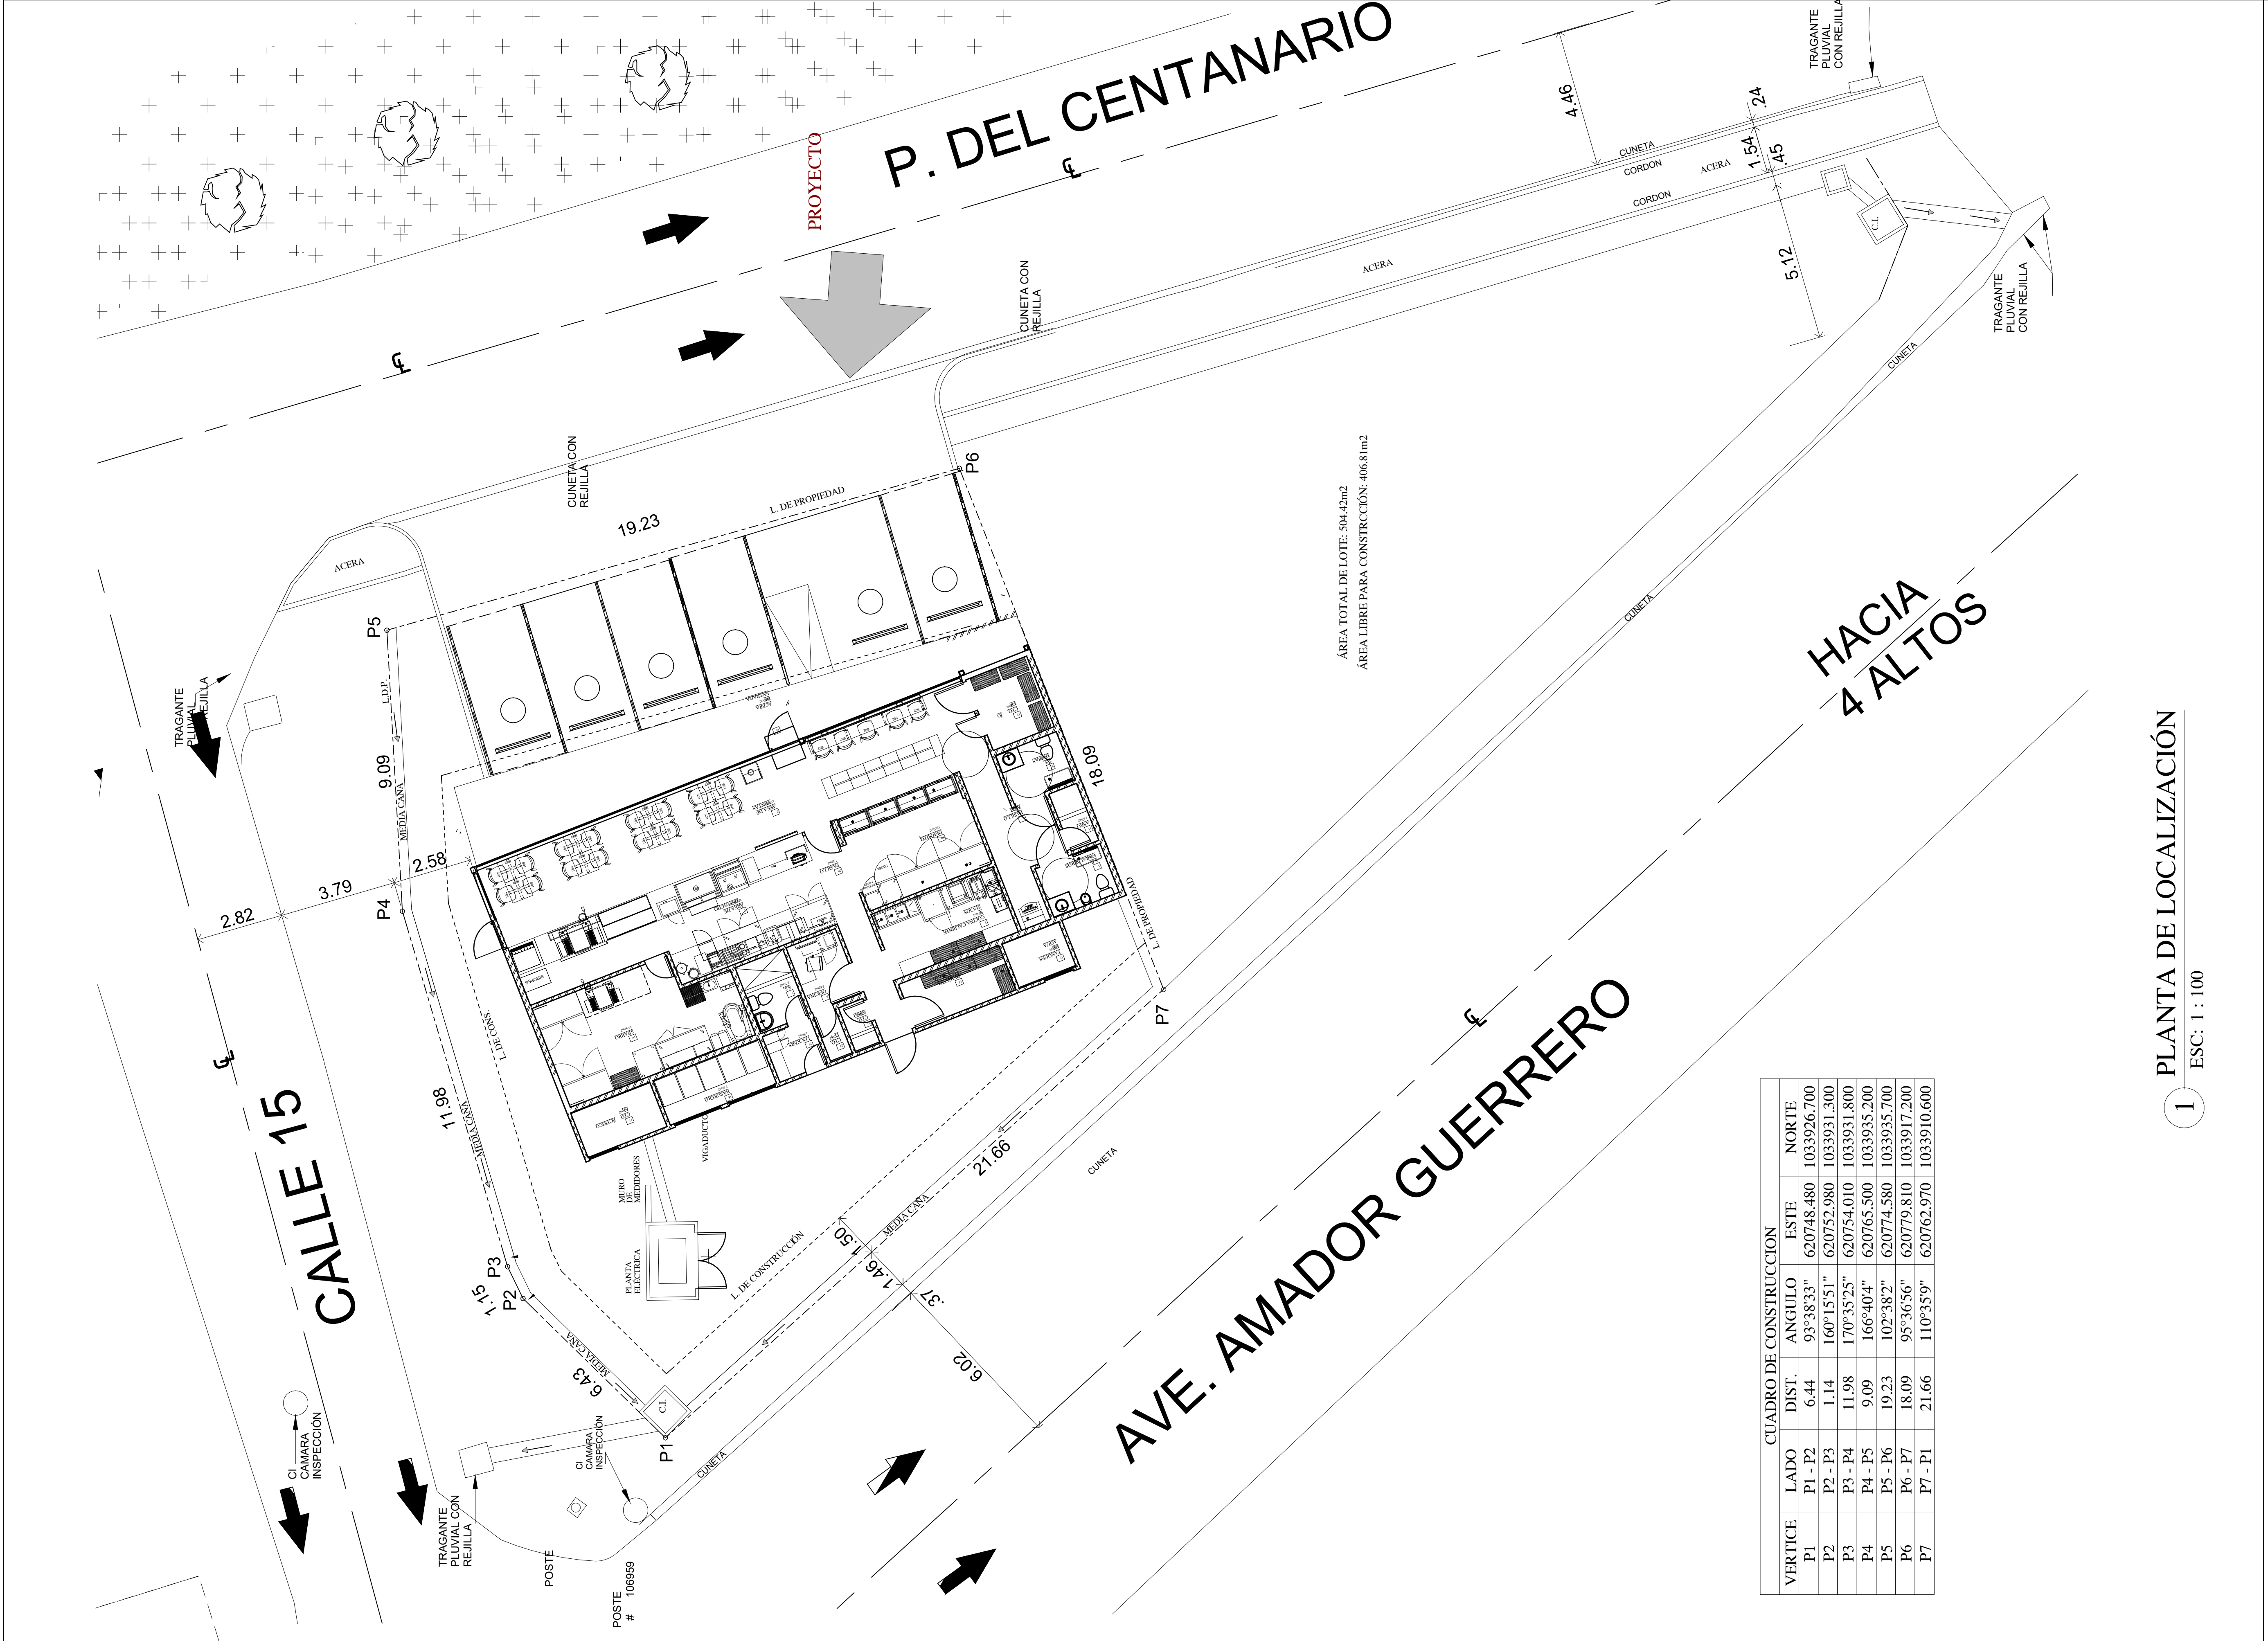 P. DEL CENTANARIO
PROYECTO
TRAGANTE
PLUVIAL
CON REJILLA
4.46
.24
1.54
.45
5.12
CUNETA
CORDON
ACERA
CORDON
ACERA
C.I.
TRAGANTE
PLUVIAL
CON REJILLA
CUNETA
CUNETA
CUNETA CON
REJILLA
CUNETA CON
REJILLA
ACERA
TRAGANTE
PLUVIAL
REJILLA
P5
P6
19.23
L. DE PROPIEDAD
L.D.P.
9.09
MEDIA CAÑA
2.58
3.79
2.82
P4
11.98
MEDIA CAÑA
L. DE CONS.
CALLE 15
P3
1.15
P2
6.43
MEDIA CAÑA
C.I.
P1
CI
CAMARA
INSPECCIÓN
CI
CAMARA
INSPECCIÓN
TRAGANTE
PLUVIAL CON
REJILLA
POSTE
POSTE
# 106959
CUNETA
PLANTA
ELÉCTRICA
MURO
DE
MEDIDORES
VIGADUCTO
L. DE CONSTRUCCIÓN
1.50
1.46
.37
6.02
MEDIA CAÑA
21.66
CUNETA
P7
L. DE PROPIEDAD
18.09
AVE. AMADOR GUERRERO
HACIA
4 ALTOS
ÁREA TOTAL DE LOTE: 504.42m2
ÁREA LIBRE PARA CONSTRCCIÓN: 406.81m2
CUADRO DE CONSTRUCCION
VERTICE LADO DIST. ANGULO ESTE NORTE
P1 P1 - P2 6.44 93°38'33" 620748.480 1033926.700
P2 P2 - P3 1.14 160°15'51" 620752.980 1033931.300
P3 P3 - P4 11.98 170°35'25" 620754.010 1033931.800
P4 P4 - P5 9.09 166°40'4" 620765.500 1033935.200
P5 P5 - P6 19.23 102°38'2" 620774.580 1033935.700
P6 P6 - P7 18.09 95°36'56" 620779.810 1033917.200
P7 P7 - P1 21.66 110°35'9" 620762.970 1033910.600
1
PLANTA DE LOCALIZACIÓN
ESC: 1 : 100